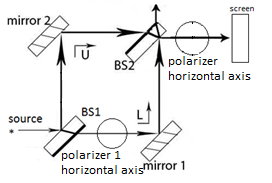 mirror 2
screen
U
BS2
polarizer
horizontal axis
source
*
BS1
L
polarizer 1
horizontal axis
mirror 1